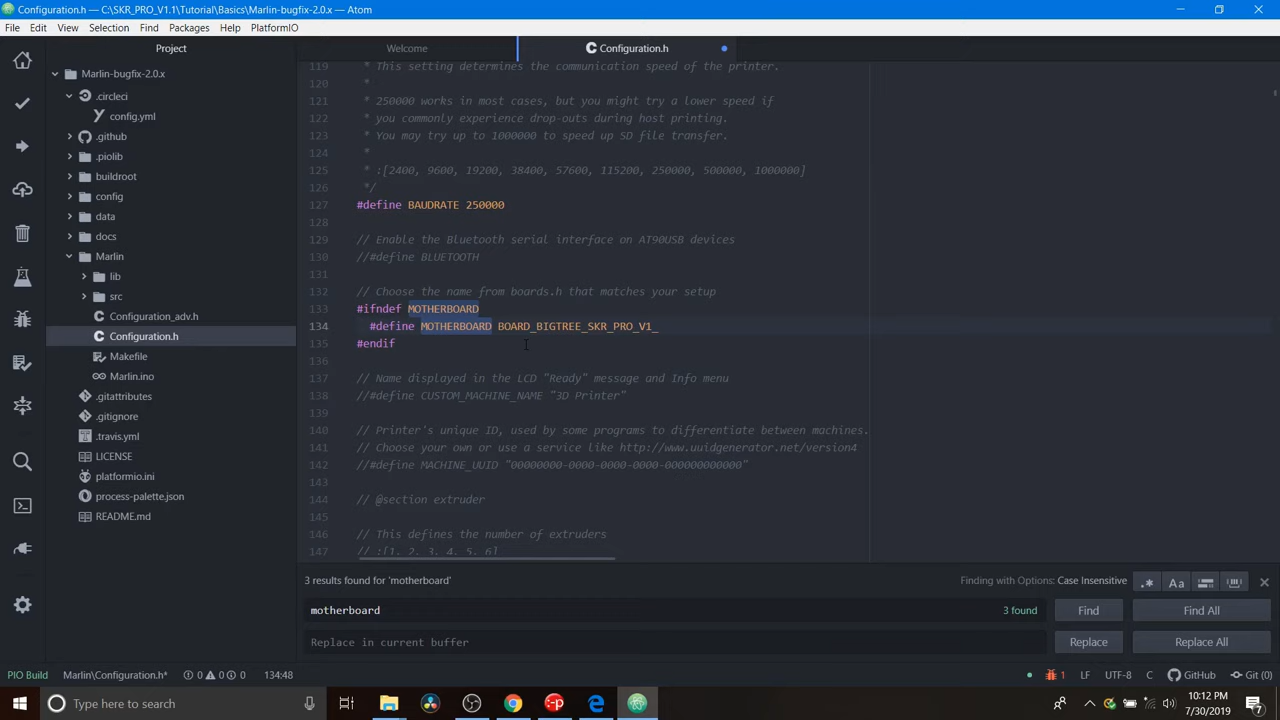 Configuration.h — C:\SKR_PRO_V1.1\Tutorial\Basics\Marlin-bugfix-2.0.x — Atom
File Edit View Selection Find Packages Help PlatformIO
Project
Welcome
Configuration.h
Marlin-bugfix-2.0.x
.circleci
config.yml
.github
.piolib
buildroot
config
data
docs
Marlin
lib
src
Configuration_adv.h
Configuration.h
Makefile
Marlin.ino
.gitattributes
.gitignore
.travis.yml
LICENSE
platformio.ini
process-palette.json
README.md
119 * This setting determines the communication speed of the printer.
120 *
121 * 250000 works in most cases, but you might try a lower speed if
122 * you commonly experience drop-outs during host printing.
123 * You may try up to 1000000 to speed up SD file transfer.
124 *
125 * :[2400, 9600, 19200, 38400, 57600, 115200, 250000, 500000, 1000000]
126 */
127 #define BAUDRATE 250000
128
129 // Enable the Bluetooth serial interface on AT90USB devices
130 //#define BLUETOOTH
131
132 // Choose the name from boards.h that matches your setup
133 #ifndef MOTHERBOARD
134 #define MOTHERBOARD BOARD_BIGTREE_SKR_PRO_V1_
135 #endif
136
137 // Name displayed in the LCD "Ready" message and Info menu
138 //#define CUSTOM_MACHINE_NAME "3D Printer"
139
140 // Printer's unique ID, used by some programs to differentiate between machines.
141 // Choose your own or use a service like http://www.uuidgenerator.net/version4
142 //#define MACHINE_UUID "00000000-0000-0000-0000-000000000000"
143
144 // @section extruder
145
146 // This defines the number of extruders
147 // :[1, 2, 3, 4, 5, 6]
3 results found for 'motherboard'
Finding with Options: Case Insensitive
.* Aa
motherboard
3 found
Find
Find All
Replace in current buffer
Replace
Replace All
PIO Build Marlin\Configuration.h* 0 0 0 134:48
1 LF UTF-8 C GitHub Git (0)
Type here to search
10:12 PM
7/30/2019
7